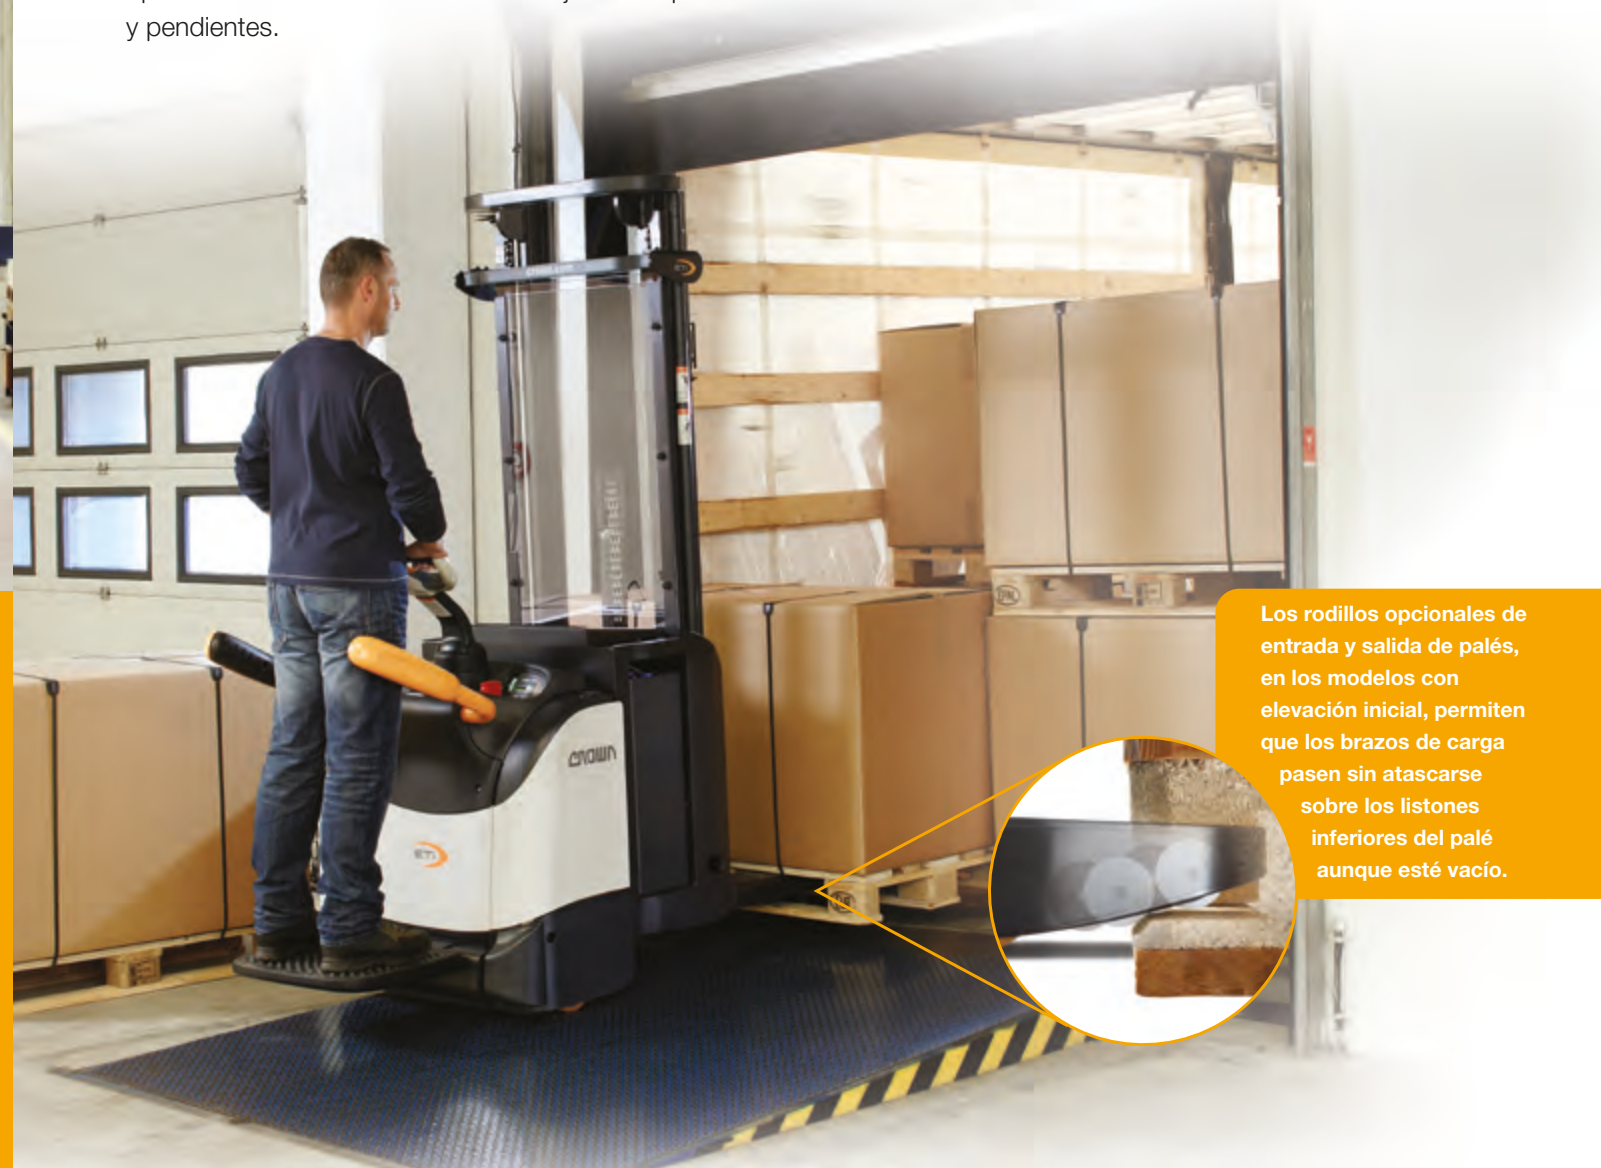 y pendientes.
CROWN
ETi
Los rodillos opcionales de
entrada y salida de palés,
en los modelos con
elevación inicial, permiten
que los brazos de carga
pasen sin atascarse
sobre los listones
inferiores del palé
aunque esté vacío.